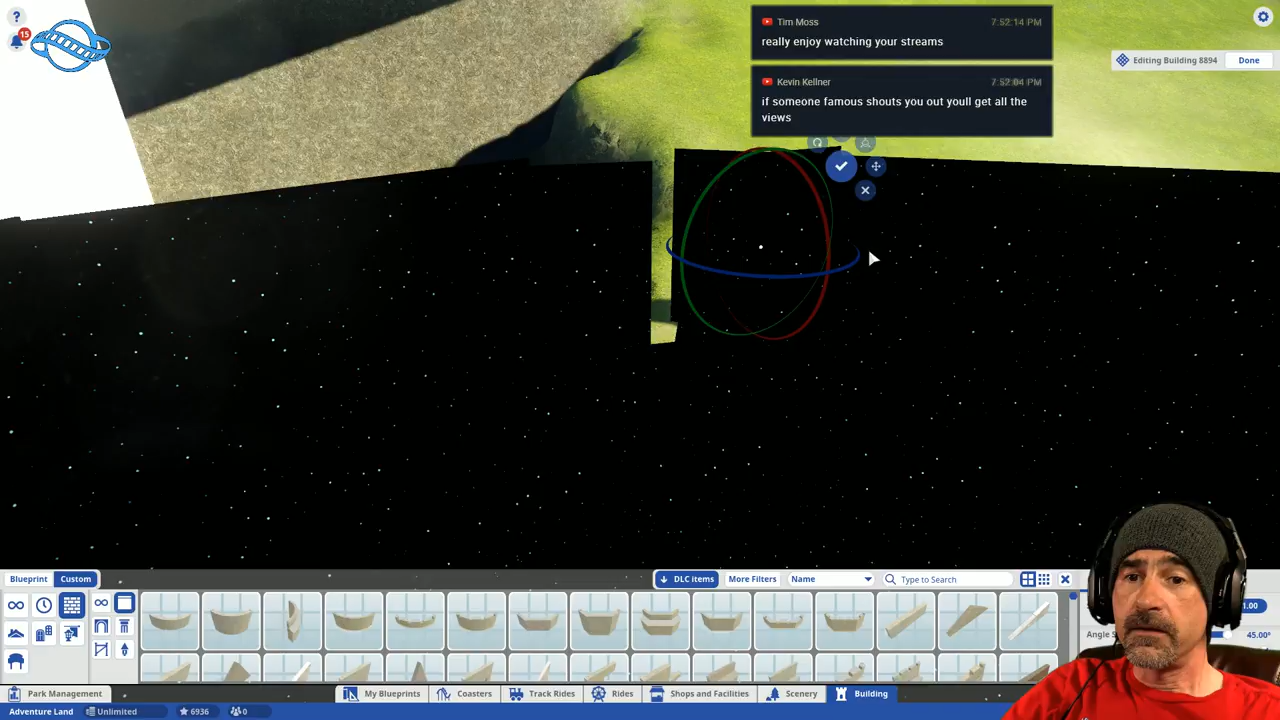 ?
15
Tim Moss 7:52:14 PM
really enjoy watching your streams
Kevin Kellner 7:52:04 PM
if someone famous shouts you out youll get all the
views
Editing Building 8894 Done
Blueprint Custom
DLC items More Filters Name Type to Search
1.00
Angle S 45.00°
Park Management My Blueprints Coasters Track Rides Rides Shops and Facilities Scenery Building
Adventure Land Unlimited 6936 0